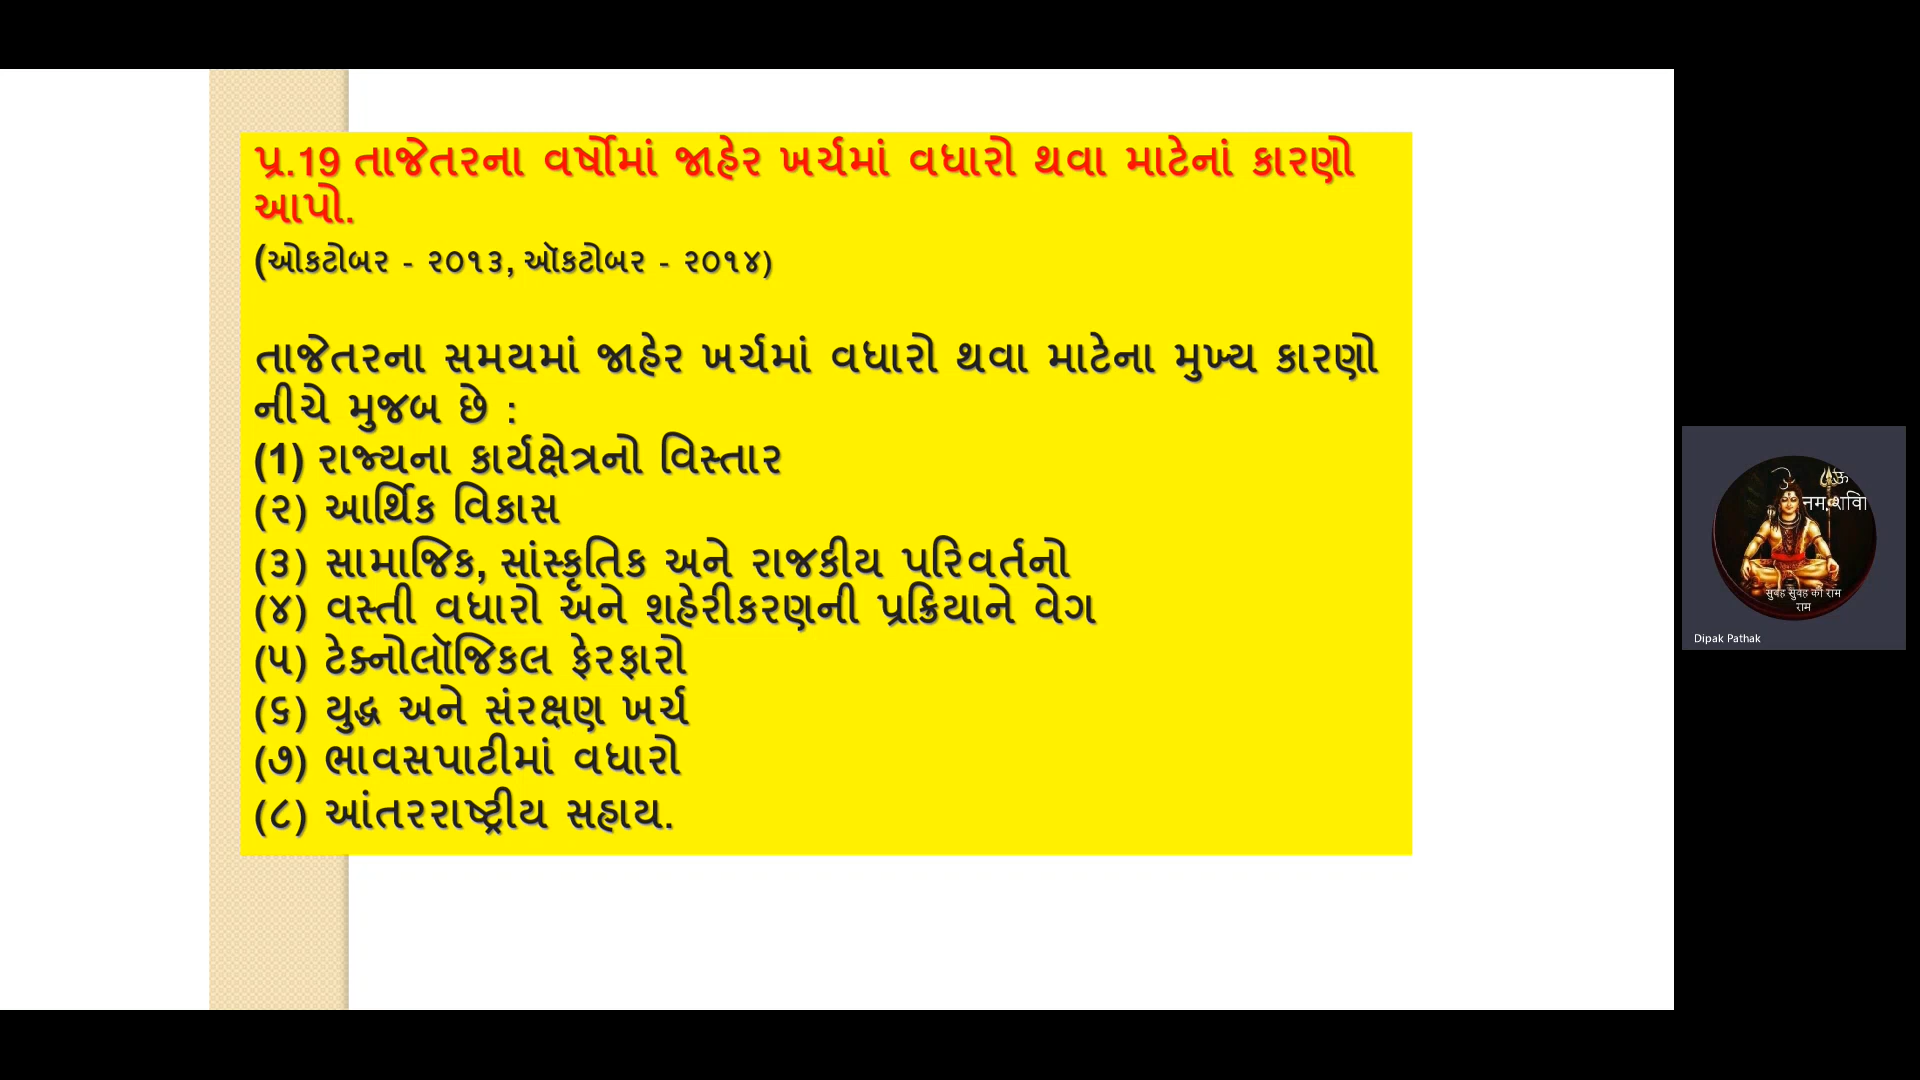 પ્ર.19 તાજેતરના વર્ષોમાં જાહેર ખર્ચમાં વધારો થવા માટેનાં કારણો
આપો.
(ઓક્ટોબર - ૨૦૧૩, ઑક્ટોબર - ૨૦૧૪)
તાજેતરના સમયમાં જાહેર ખર્ચમાં વધારો થવા માટેના મુખ્ય કારણો
નીચે મુજબ છે :
(1) રાજ્યના કાર્યક્ષેત્રનો વિસ્તાર
(૨) આર્થિક વિકાસ
(૩) સામાજિક, સાંસ્કૃતિક અને રાજકીય પરિવર્તનો
(૪) વસ્તી વધારો અને શહેરીકરણની પ્રક્રિયાને વેગ
(૫) ટેક્નોલૉજિકલ ફેરફારો
(૬) યુદ્ધ અને સંરક્ષણ ખર્ચ
(૭) ભાવસપાટીમાં વધારો
(૮) આંતરરાષ્ટ્રીય સહાય.
सुबह सुबह की राम
राम
Dipak Pathak